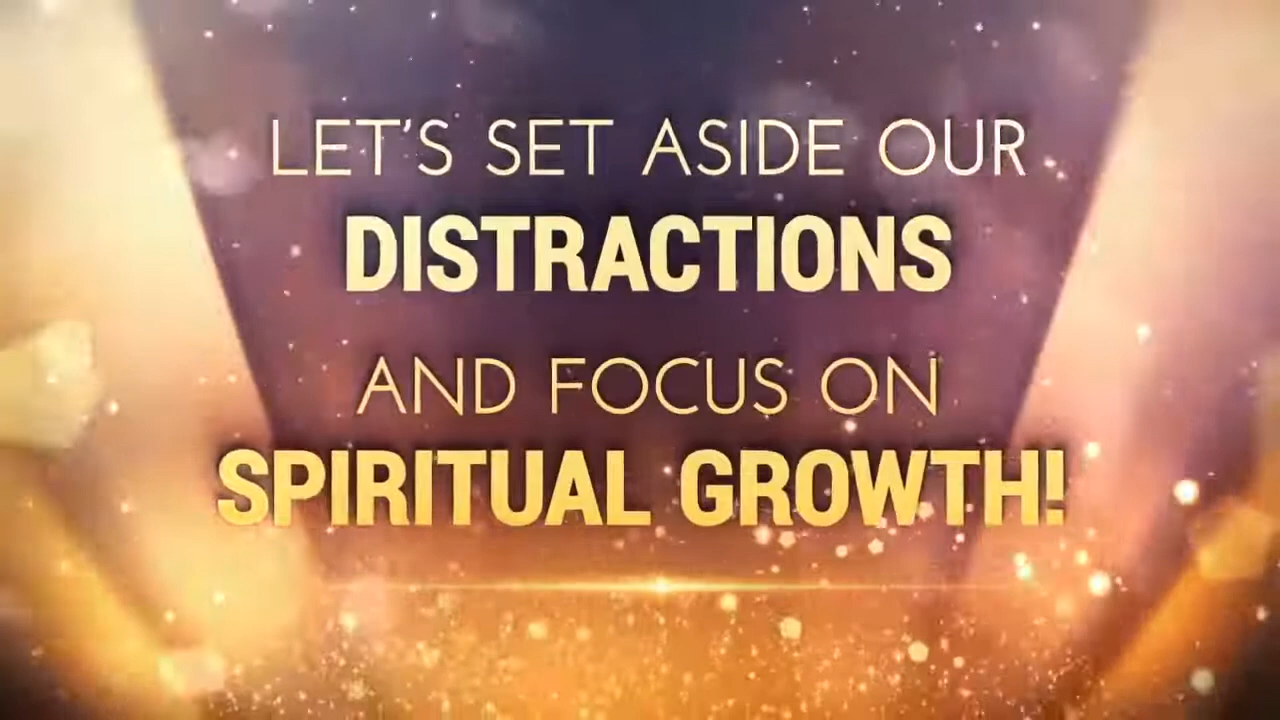 LET'S SET ASIDE OUR
DISTRACTIONS
AND FOCUS ON
SPIRITUAL GROWTH!